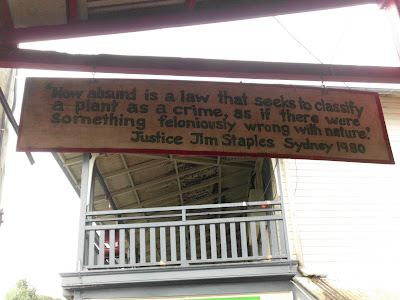 "How absurd is a law that seeks to classify
a plant as a crime, as if there were
something feloniously wrong with nature."
Justice Jim Staples Sydney 1980